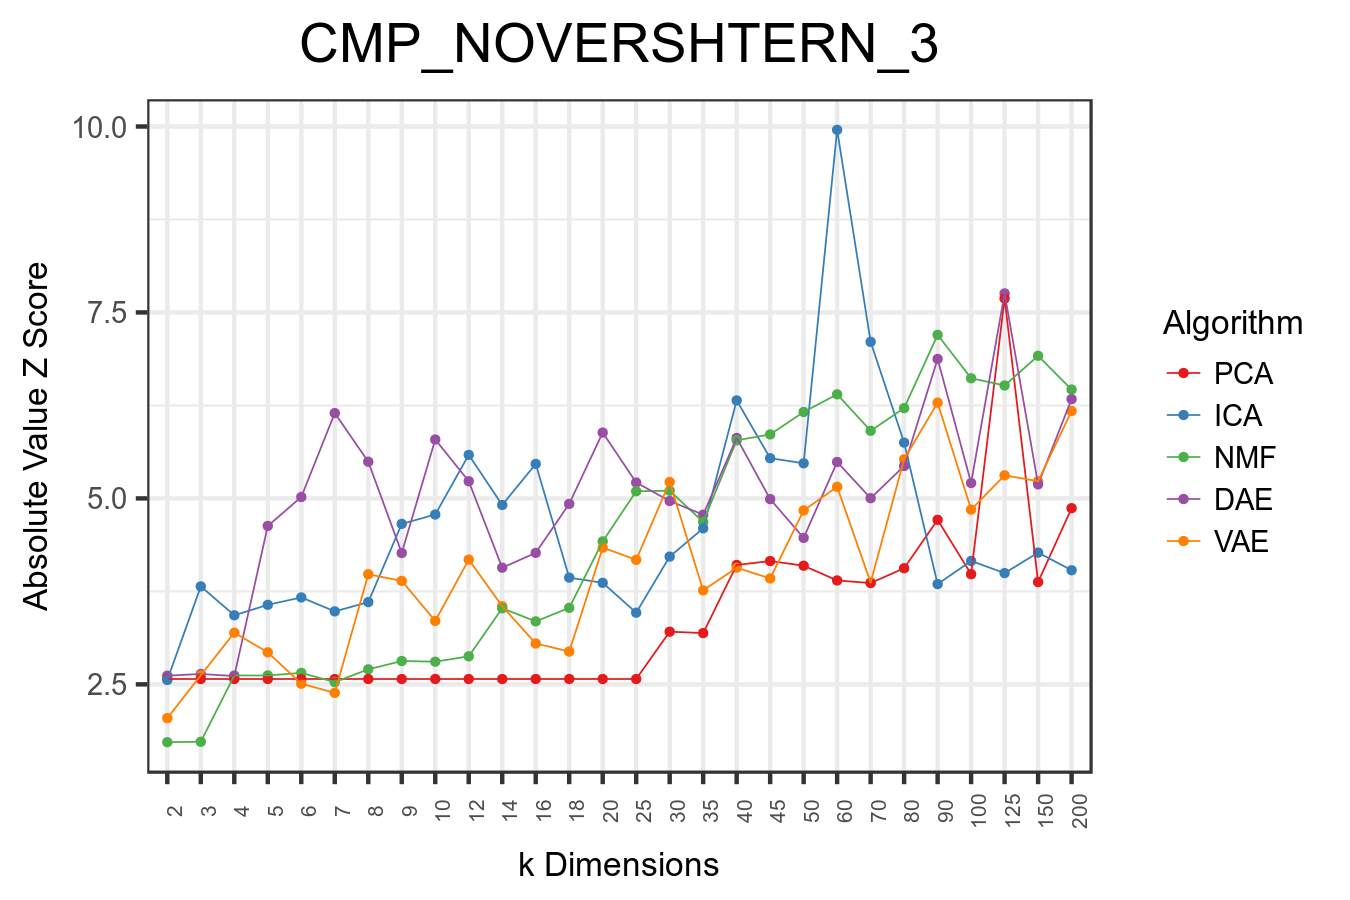 CMP_NOVERSHTERN_3
Absolute Value Z Score
10.0
7.5
5.0
2.5
2 3 4 5 6 7 8 9 10 12 14 16 18 20 25 30 35 40 45 50 60 70 80 90 100 125 150 200
k Dimensions
Algorithm
PCA
ICA
NMF
DAE
VAE